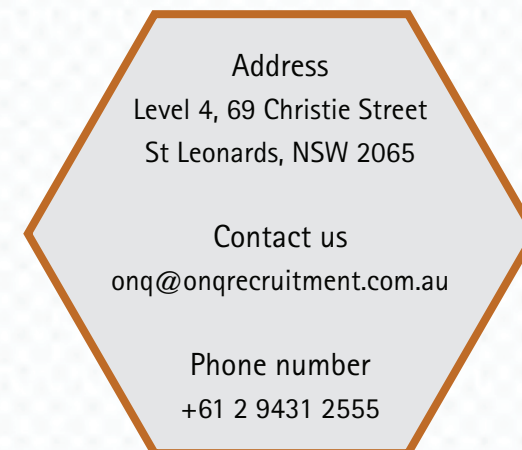 Address
Level 4, 69 Christie Street
St Leonards, NSW 2065
Contact us
onq@onqrecruitment.com.au
Phone number
+61 2 9431 2555